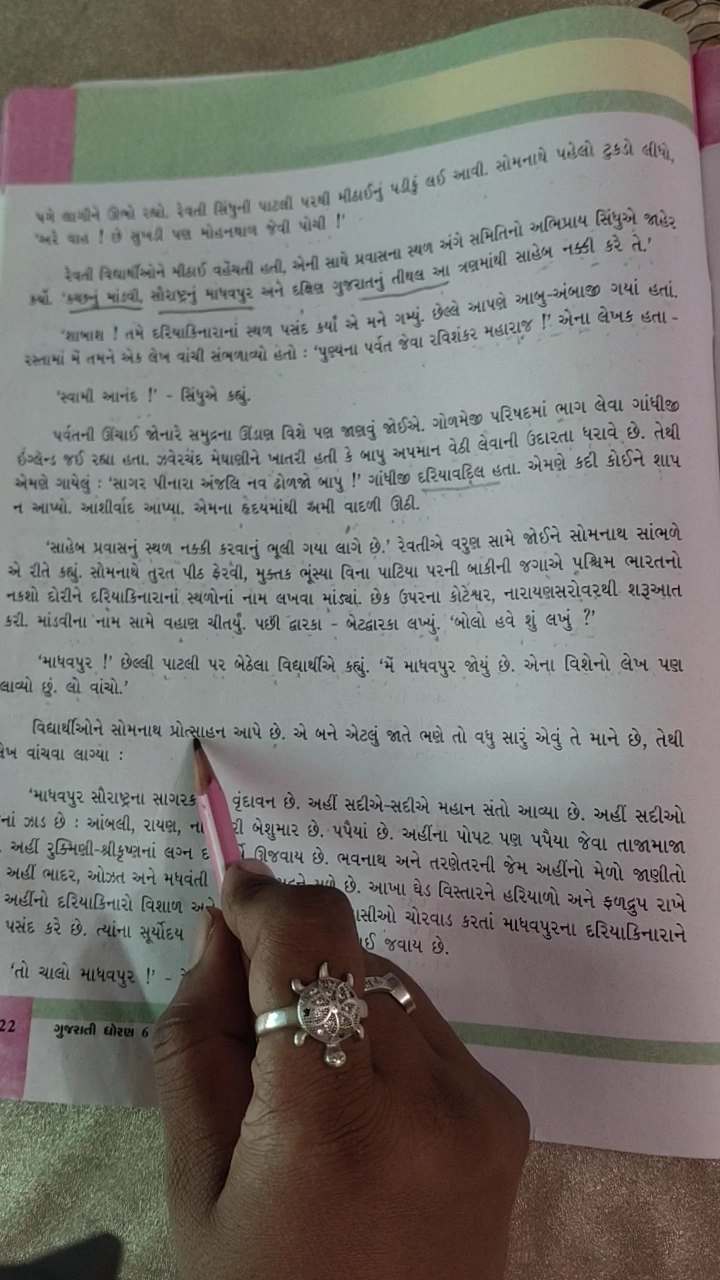 પગે લાગીને ઊભો રહ્યો. રેવતી સિંધુની પાટલી પરથી મીઠાઈનું પડીકું લઈ આવી. સોમનાથે પહેલો ટુકડો લીધો,
'અરે વાહ ! છે સુખડી પણ મોહનથાળ જેવી પોચી !'
રેવતી વિદ્યાર્થીઓને મીઠાઈ વહેંચતી હતી, એની સાથે પ્રવાસના સ્થળ અંગે સમિતિનો અભિપ્રાય સિંધુએ જાહેર
કર્યો. 'કચ્છનું માંડવી, સૌરાષ્ટ્રનું માધવપુર અને દક્ષિણ ગુજરાતનું તીથલ આ ત્રણમાંથી સાહેબ નક્કી કરે તે.'
'શાબાશ ! તમે દરિયાકિનારાનાં સ્થળ પસંદ કર્યાં એ મને ગમ્યું. છેલ્લે આપણે આબુ-અંબાજી ગયાં હતાં.
રસ્તામાં મેં તમને એક લેખ વાંચી સંભળાવ્યો હતો : 'પુણ્યના પર્વત જેવા રવિશંકર મહારાજ !' એના લેખક હતા -
'સ્વામી આનંદ !' - સિંધુએ કહ્યું.
પર્વતની ઊંચાઈ જોનારે સમુદ્રના ઊંડાણ વિશે પણ જાણવું જોઈએ. ગોળમેજી પરિષદમાં ભાગ લેવા ગાંધીજી
ઇંગ્લેન્ડ જઈ રહ્યા હતા. ઝવેરચંદ મેઘાણીને ખાતરી હતી કે બાપુ અપમાન વેઠી લેવાની ઉદારતા ધરાવે છે. તેથી
એમણે ગાયેલું : 'સાગર પીનારા અંજલિ નવ ઢોળજો બાપુ !' ગાંધીજી દરિયાવદિલ હતા. એમણે કદી કોઈને શાપ
ન આપ્યો. આશીર્વાદ આપ્યા. એમના હૃદયમાંથી અમી વાદળી ઊઠી.
'સાહેબ પ્રવાસનું સ્થળ નક્કી કરવાનું ભૂલી ગયા લાગે છે.' રેવતીએ વરુણ સામે જોઈને સોમનાથ સાંભળે
એ રીતે કહ્યું. સોમનાથે તુરત પીઠ ફેરવી, મુક્તક ભૂંસ્યા વિના પાટિયા પરની બાકીની જગાએ પશ્ચિમ ભારતનો
નકશો દોરીને દરિયાકિનારાનાં સ્થળોનાં નામ લખવા માંડ્યાં. છેક ઉપરના કોટેશ્વર, નારાયણસરોવરથી શરૂઆત
કરી. માંડવીના નામ સામે વહાણ ચીતર્યું. પછી દ્વારકા - બેટદ્વારકા લખ્યું. 'બોલો હવે શું લખું ?'
'માધવપુર !' છેલ્લી પાટલી પર બેઠેલા વિદ્યાર્થીએ કહ્યું. 'મેં માધવપુર જોયું છે. એના વિશેનો લેખ પણ
લાવ્યો છું. લો વાંચો.'
વિદ્યાર્થીઓને સોમનાથ પ્રોત્સાહન આપે છે. એ બને એટલું જાતે ભણે તો વધુ સારું એવું તે માને છે, તેથી
લેખ વાંચવા લાગ્યા :
'માધવપુર સૌરાષ્ટ્રના વૃંદાવન છે. અહીં સદીએ-સદીએ મહાન સંતો આવ્યા છે. અહીં સદીઓ
ઝાડ છે : આંબલી, રાયણ, બેશુમાર છે. પપૈયાં છે. અહીંના પોપટ પણ પપૈયા જેવા તાજામાજા
અહીં રુક્મિણી-શ્રીકૃષ્ણનાં લગ્ન ઊજવાય છે. ભવનાથ અને તરણેતરની જેમ અહીંનો મેળો જાણીતો
અહીં ભાદર, ઓઝત અને મધવંતી મળે છે. આખા ઘેડ વિસ્તારને હરિયાળો અને ફળદ્રુપ રાખે
અહીંનો દરિયાકિનારો વિશાળ અને ચોરવાડ કરતાં માધવપુરના દરિયાકિનારાને
પસંદ કરે છે. ત્યાંના સૂર્યોદય જવાય છે.
'તો ચાલો માધવપુર !' -
22 ગુજરાતી ધોરણ 6